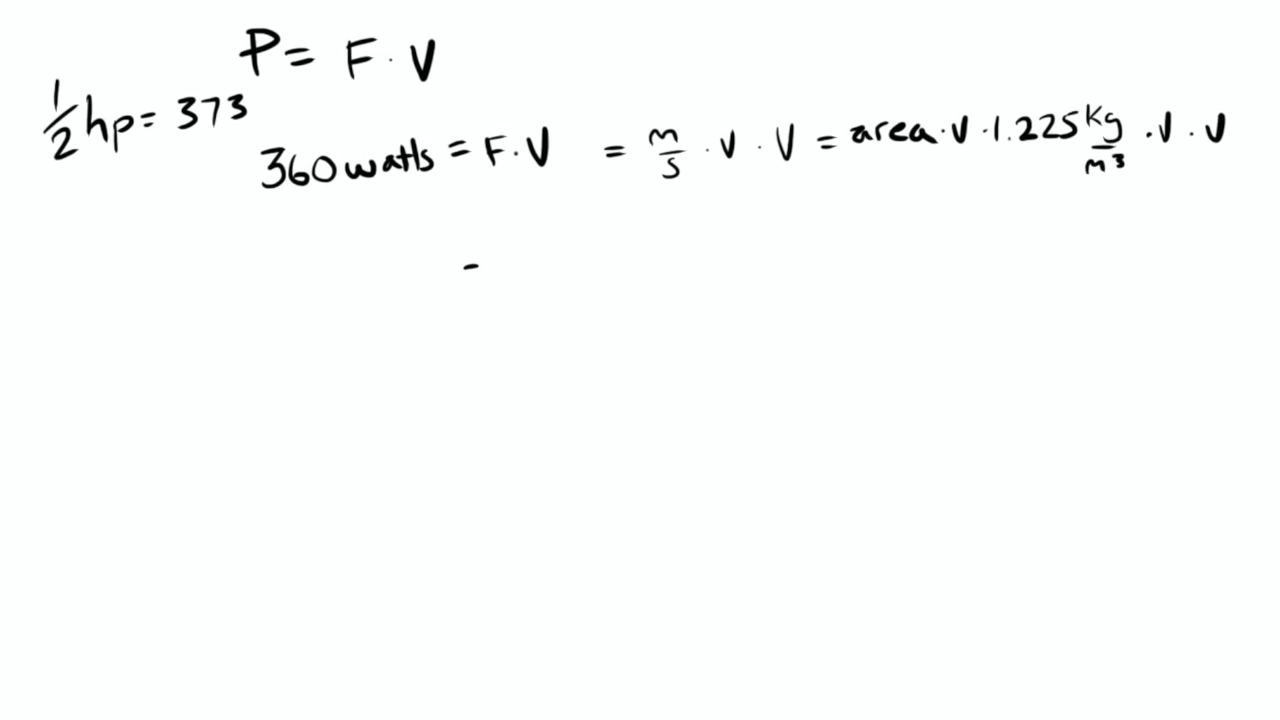 P = F · V
1/2 hp = 373
360 watts = F · V = m/s · V · V = area · V · 1.225 kg/m³ · V · V
-